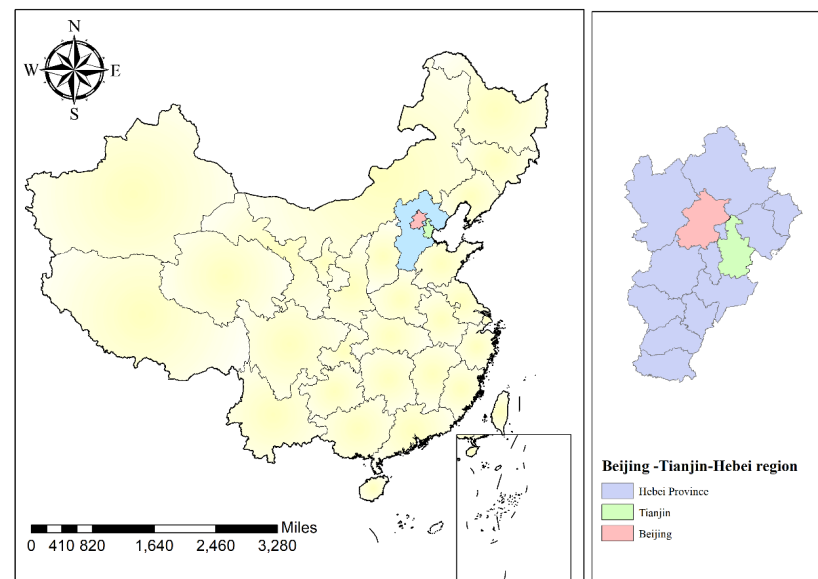 N
W E
S
Miles
0 410 820 1,640 2,460 3,280
Beijing -Tianjin-Hebei region
Hebei Province
Tianjin
Beijing